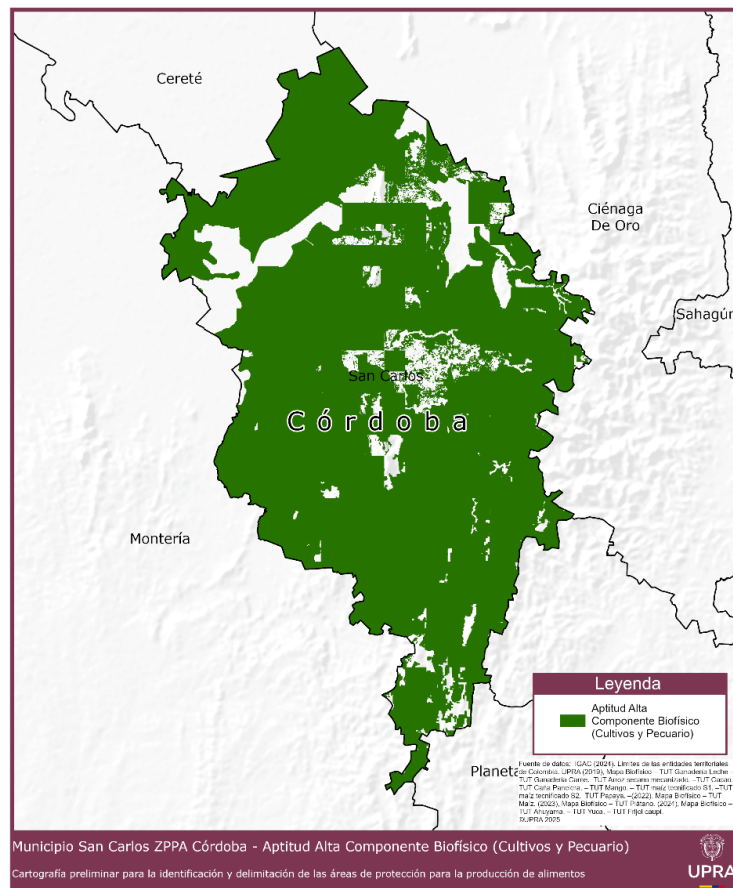 Cereté
Ciénaga
De Oro
Sahagún
San Carlos
Córdoba
Montería
Leyenda
Aptitud Alta
Componente Biofísico
(Cultivos y Pecuario)
Planeta
Fuente de datos: IGAC (2024). Límites de las entidades territoriales
de Colombia. UPRA (2019), Mapa Biofísico – TUT Ganadería Leche –
TUT Ganadería Carne. TUT Arroz secano mecanizado. –TUT Cacao.
TUT Caña Panelera. – TUT Mango. – TUT maíz tecnificado S1. –TUT
maíz tecnificado S2. TUT Papaya. –(2022). Mapa Biofísico – TUT
Maíz. (2023), Mapa Biofísico – TUT Plátano. (2024). Mapa Biofísico –
TUT Ahuyama. – TUT Yuca. – TUT Fríjol caupí.
©UPRA 2025
Municipio San Carlos ZPPA Córdoba - Aptitud Alta Componente Biofísico (Cultivos y Pecuario)
Cartografía preliminar para la identificación y delimitación de las áreas de protección para la producción de alimentos
UPRA